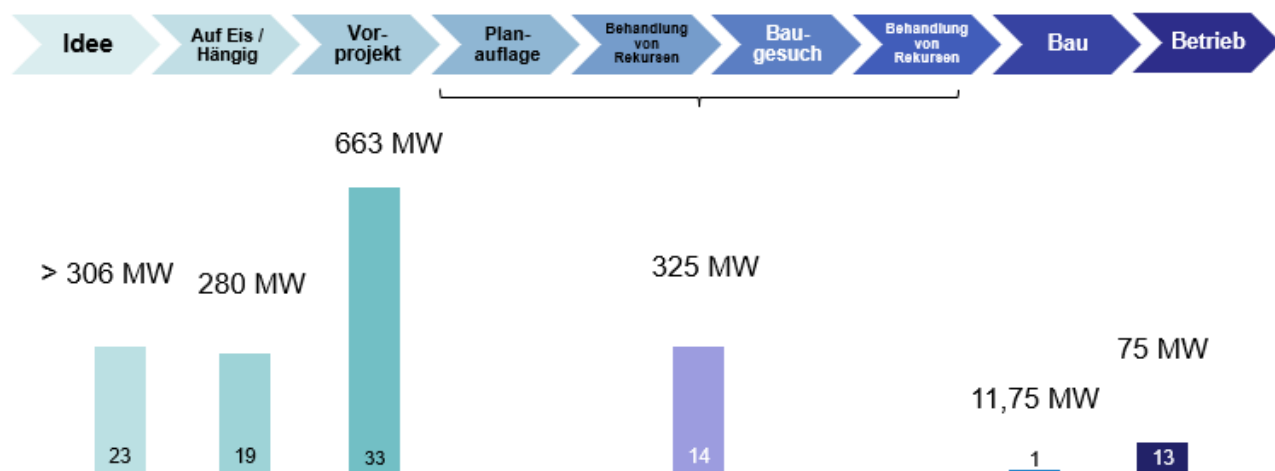 Idee
Auf Eis /
Hängig
Vor-
projekt
Plan-
auflage
Behandlung
von
Rekursen
Bau-
gesuch
Behandlung
von
Rekursen
Bau
Betrieb
663 MW
> 306 MW
280 MW
325 MW
75 MW
11,75 MW
23
19
33
14
1
13